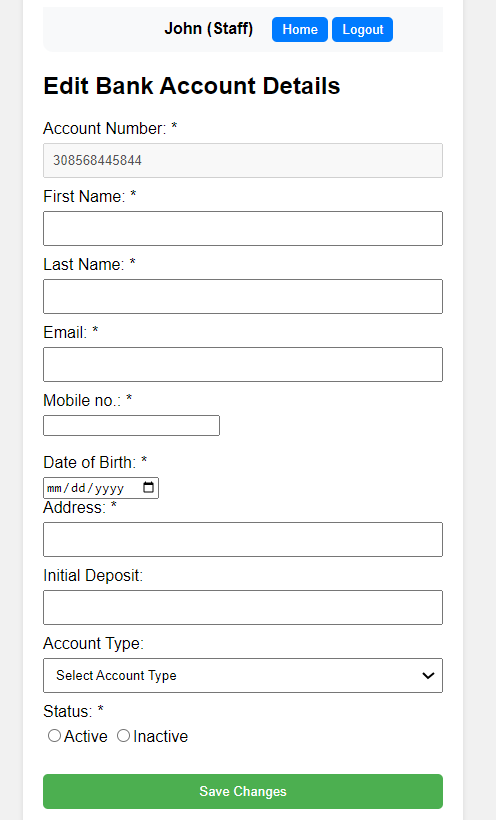 John (Staff) Home Logout
Edit Bank Account Details
Account Number: *
308568445844
First Name: *
Last Name: *
Email: *
Mobile no.: *
Date of Birth: *
mm/dd/yyyy
Address: *
Initial Deposit:
Account Type:
Select Account Type
Status: *
Active Inactive
Save Changes